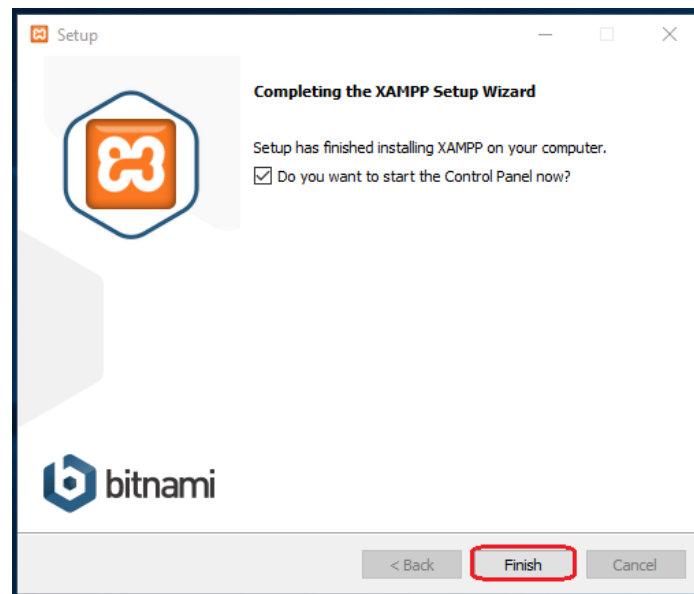 Setup
Completing the XAMPP Setup Wizard
Setup has finished installing XAMPP on your computer.
Do you want to start the Control Panel now?
bitnami
< Back Finish Cancel